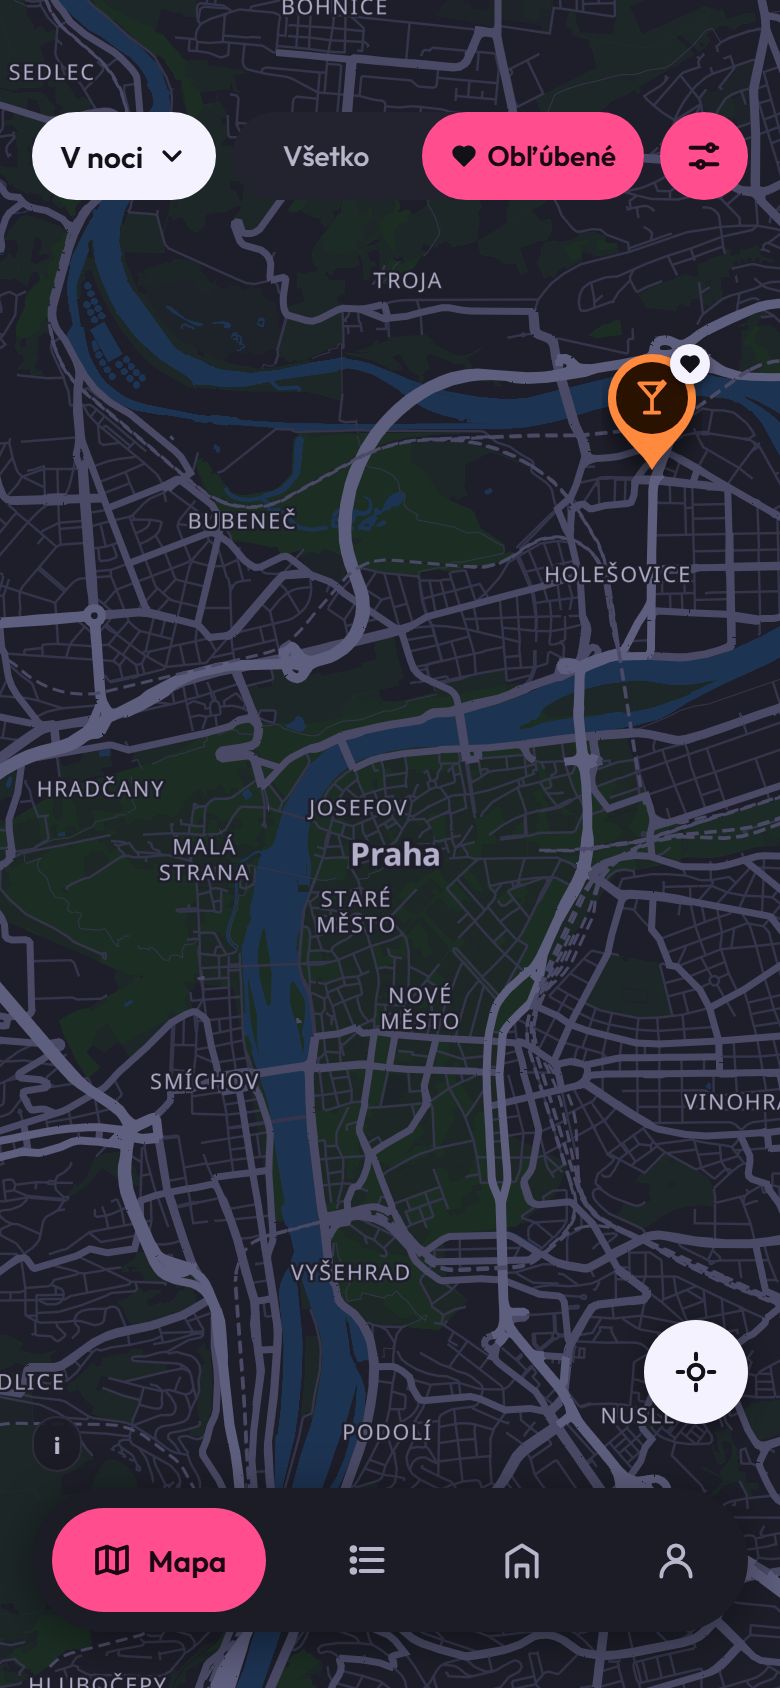 BOHNICE
SEDLEC
V noci
Všetko
Obľúbené
TROJA
BUBENEČ
HOLEŠOVICE
HRADČANY
JOSEFOV
MALÁ
STRANA
Praha
STARÉ
MĚSTO
NOVÉ
MĚSTO
SMÍCHOV
VINOHRA
VYŠEHRAD
DLICE
NUSLE
PODOLÍ
i
Mapa
HLUBOČEPY